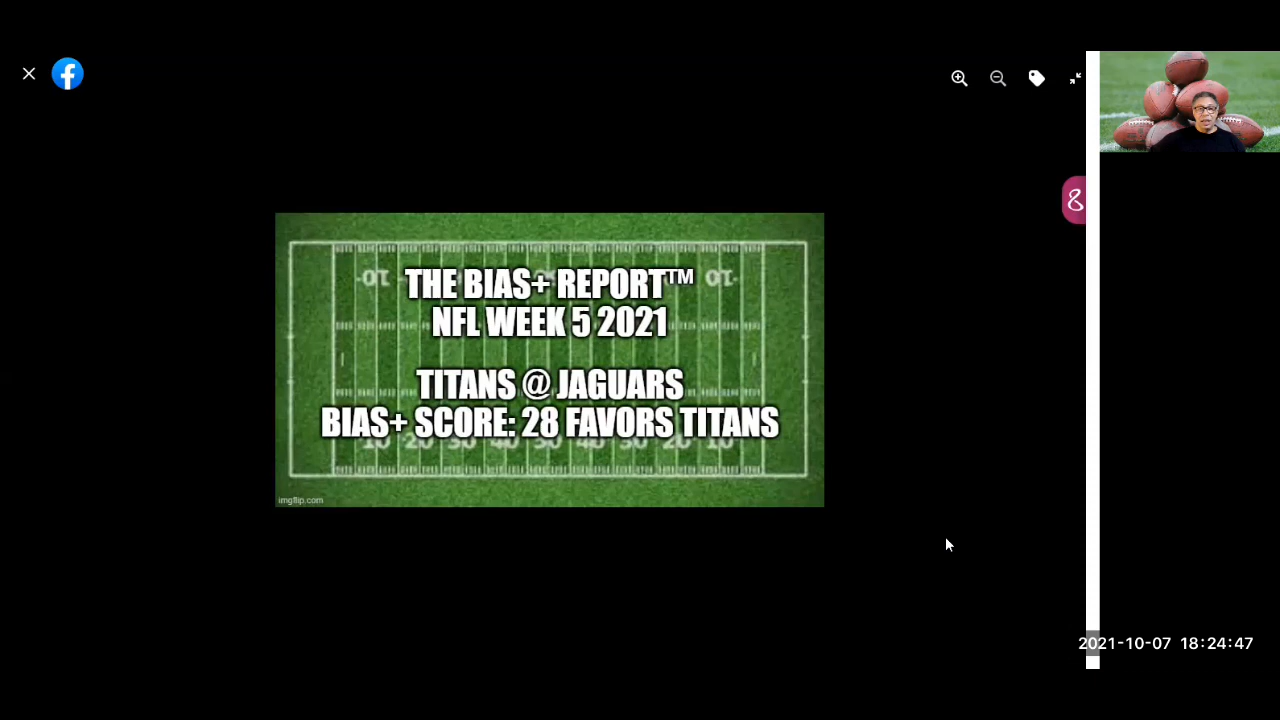 THE BIAS+ REPORT™
NFL WEEK 5 2021
TITANS @ JAGUARS
BIAS+ SCORE: 28 FAVORS TITANS
imgflip.com
2021-10-07 18:24:47